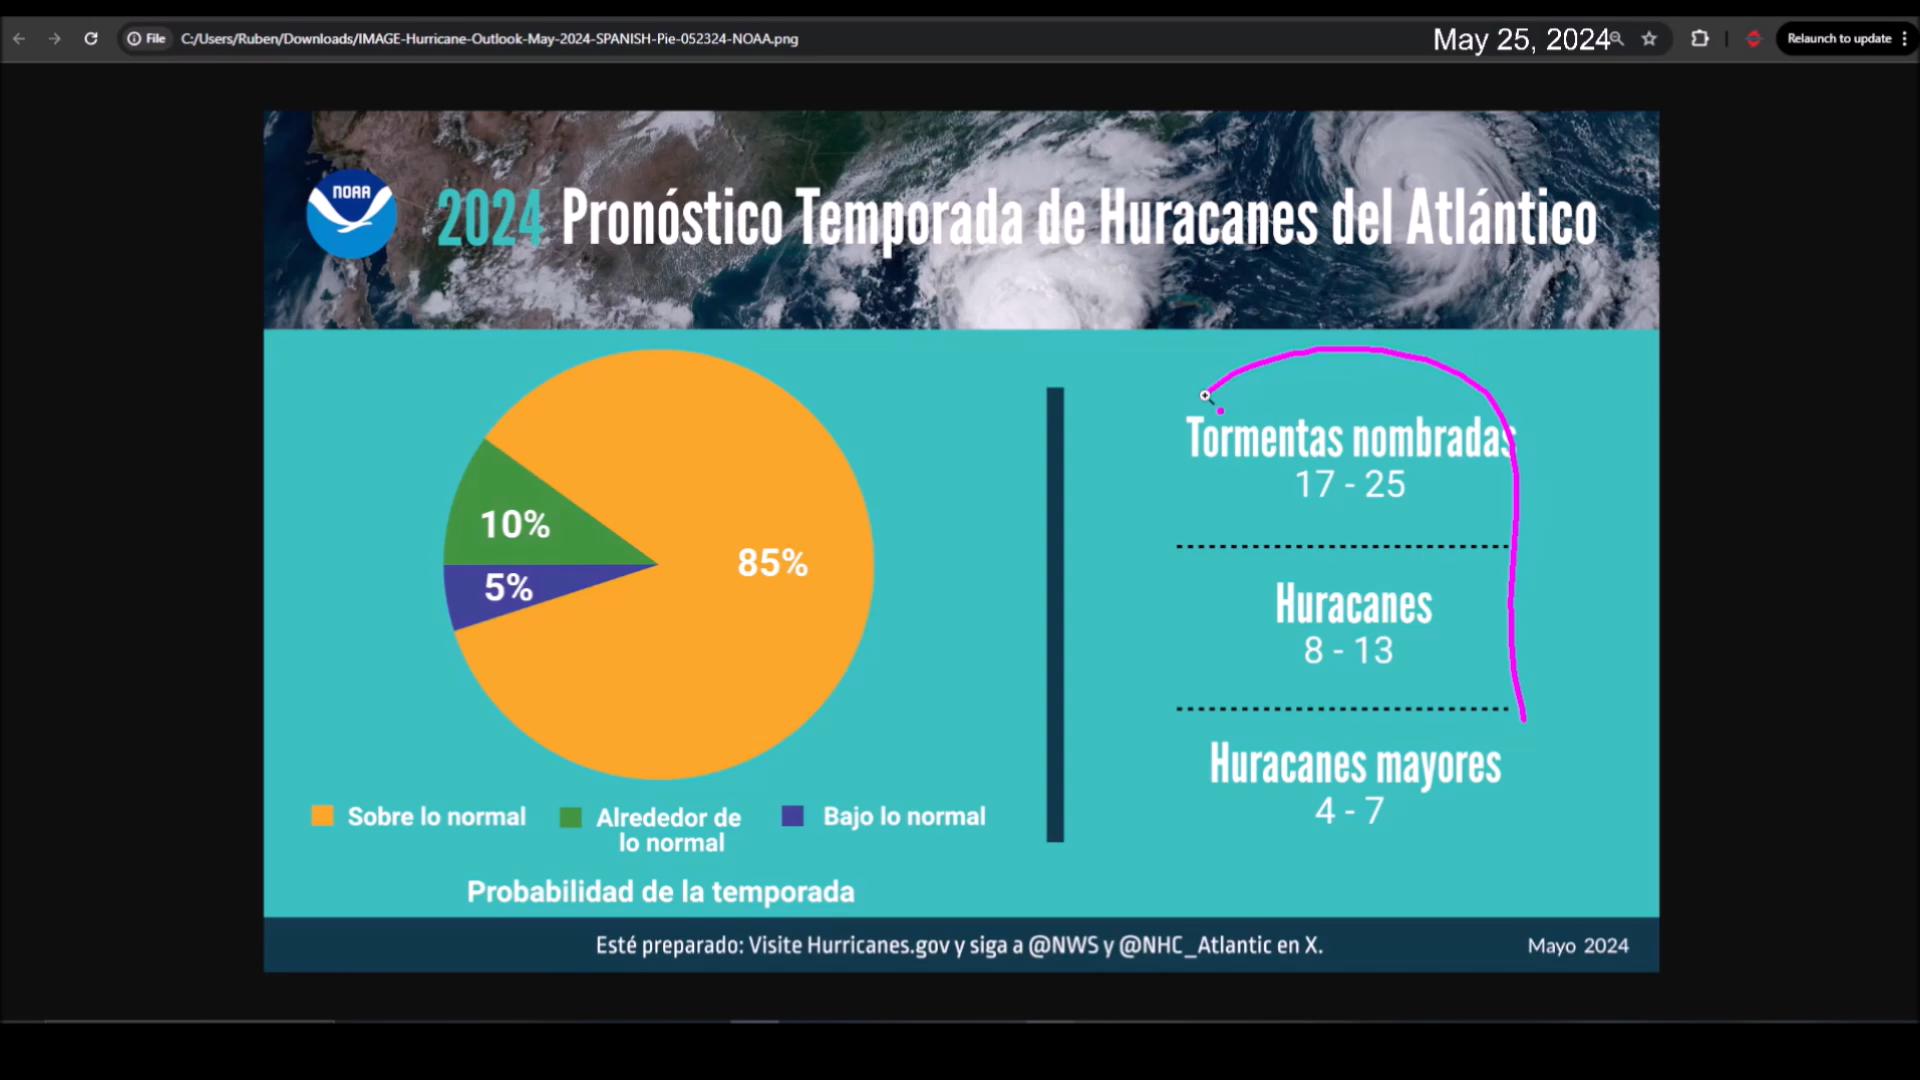 File C:/Users/Ruben/Downloads/IMAGE-Hurricane-Outlook-May-2024-SPANISH-Pie-052324-NOAA.png
May 25, 2024
Relaunch to update
NOAA
2024 Pronóstico Temporada de Huracanes del Atlántico
10%
5%
85%
Sobre lo normal
Alrededor de
lo normal
Bajo lo normal
Probabilidad de la temporada
Tormentas nombradas
17 - 25
Huracanes
8 - 13
Huracanes mayores
4 - 7
Esté preparado: Visite Hurricanes.gov y siga a @NWS y @NHC_Atlantic en X.
Mayo 2024